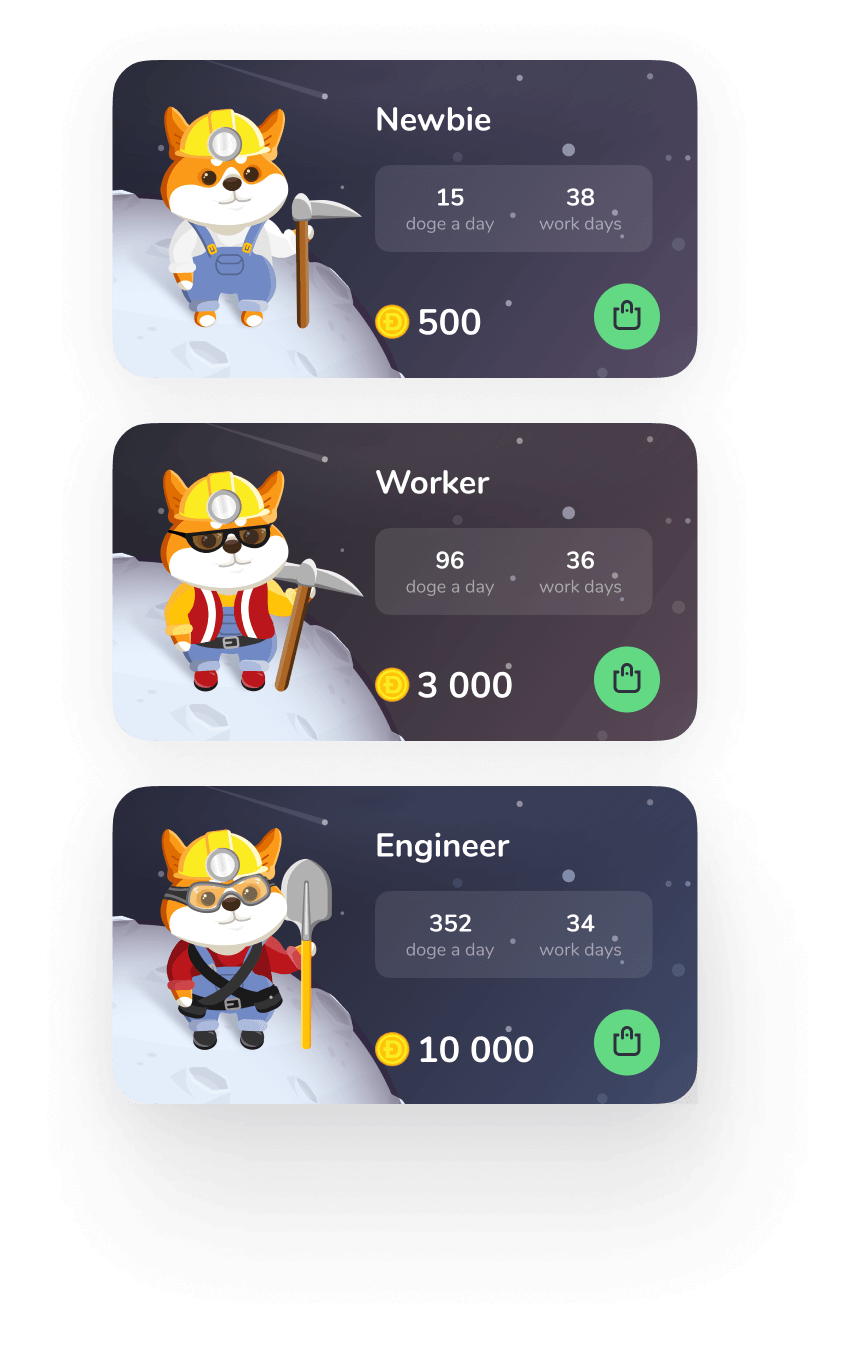 Newbie
15 38
doge a day work days
Ð 500
Worker
96 36
doge a day work days
Ð 3 000
Engineer
352 34
doge a day work days
Ð 10 000